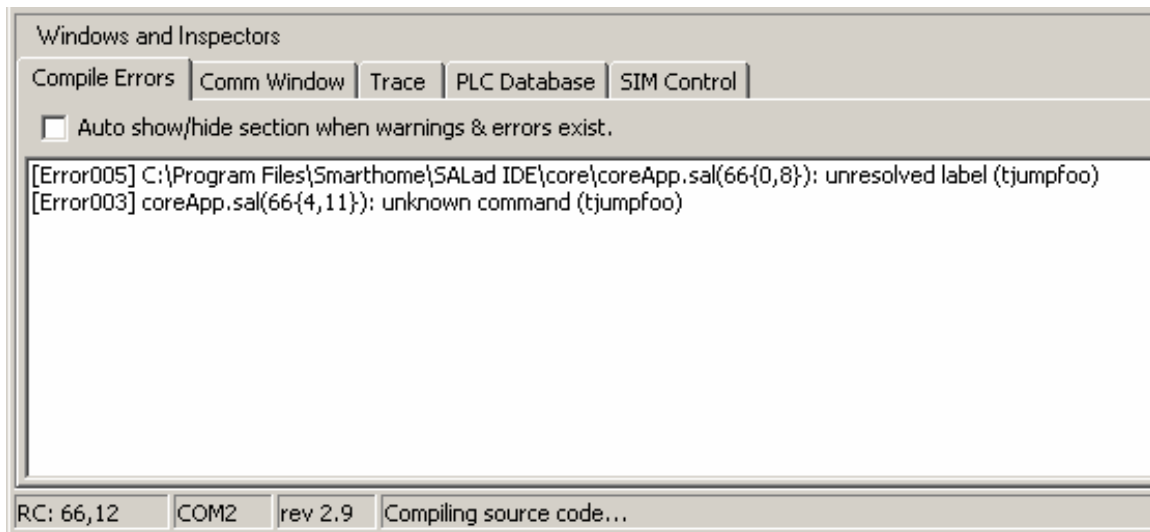 Windows and Inspectors
Compile Errors Comm Window Trace PLC Database SIM Control
Auto show/hide section when warnings & errors exist.
[Error005] C:\Program Files\Smarthome\SALad IDE\core\coreApp.sal(66{0,8}): unresolved label (tjumpfoo)
[Error003] coreApp.sal(66{4,11}): unknown command (tjumpfoo)
RC: 66,12 COM2 rev 2.9 Compiling source code...